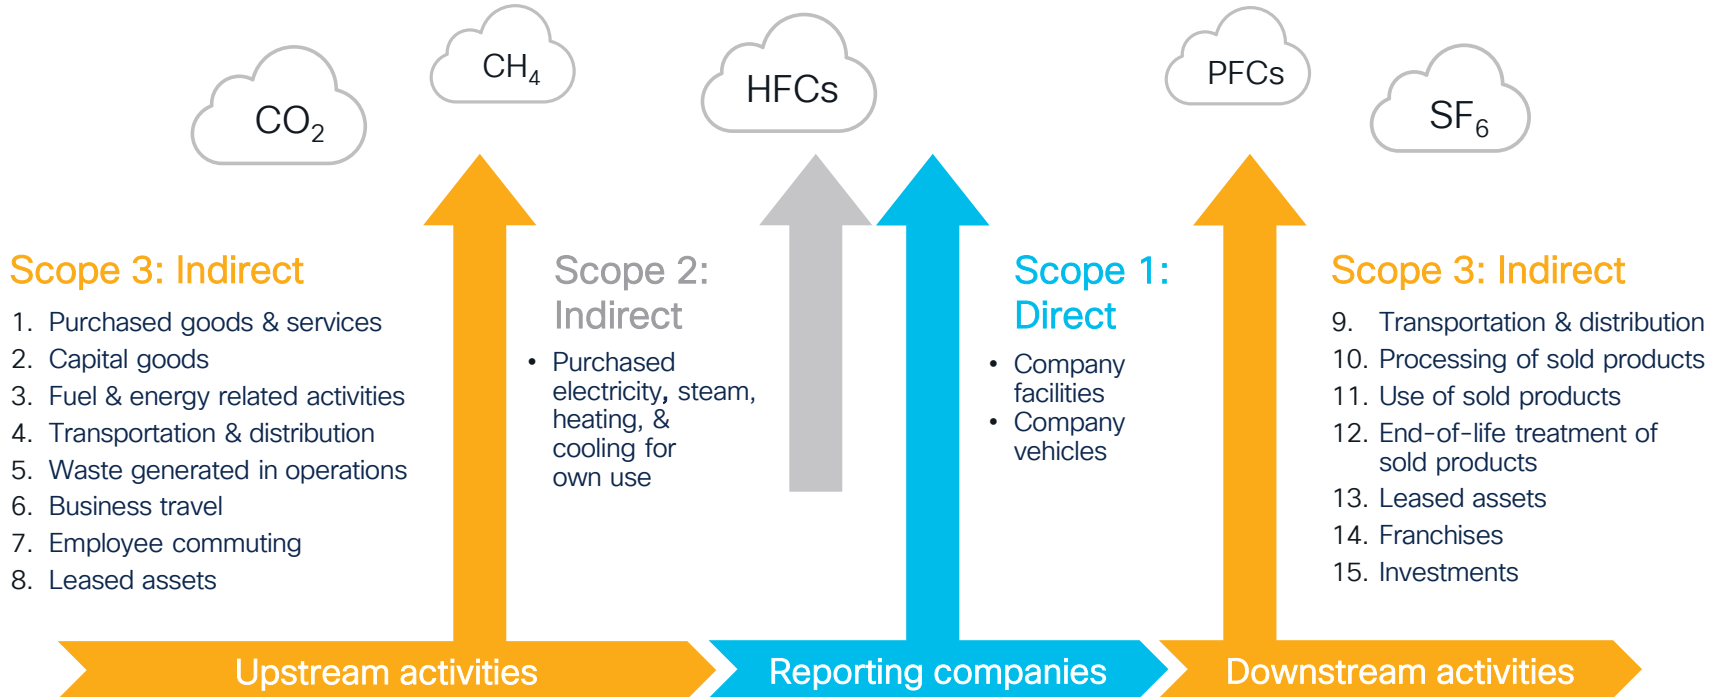 CO₂
CH₄
HFCs
PFCs
SF₆
Scope 3: Indirect
1. Purchased goods & services
2. Capital goods
3. Fuel & energy related activities
4. Transportation & distribution
5. Waste generated in operations
6. Business travel
7. Employee commuting
8. Leased assets
Scope 2:
Indirect
• Purchased
electricity, steam,
heating, &
cooling for
own use
Scope 1:
Direct
• Company
facilities
• Company
vehicles
Scope 3: Indirect
9. Transportation & distribution
10. Processing of sold products
11. Use of sold products
12. End-of-life treatment of
sold products
13. Leased assets
14. Franchises
15. Investments
Upstream activities
Reporting companies
Downstream activities